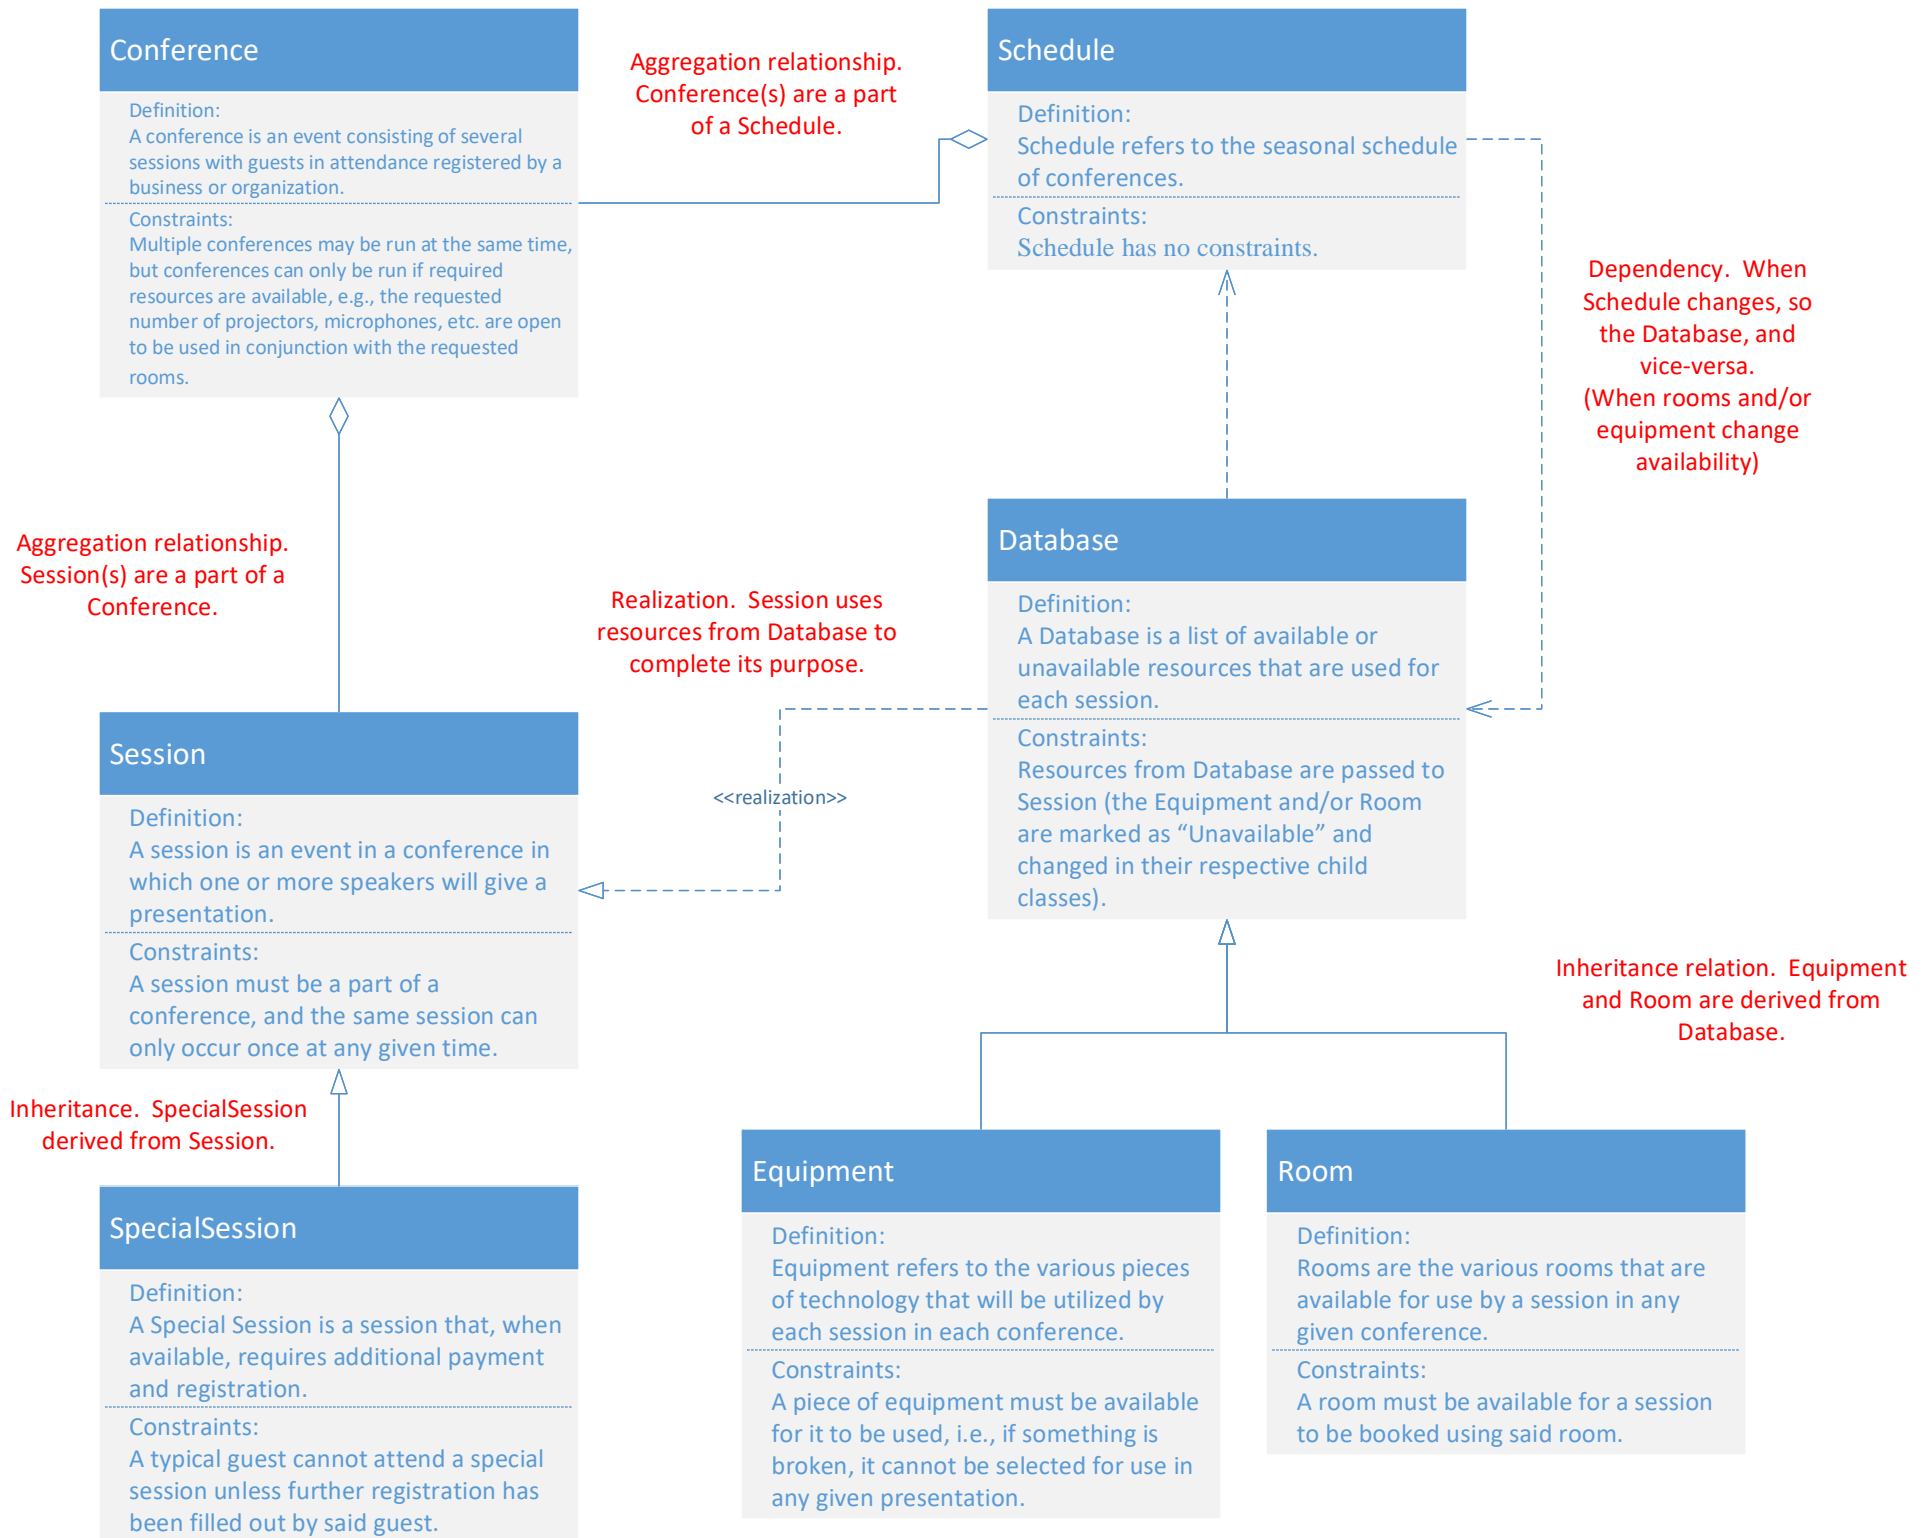 Conference
Definition:
A conference is an event consisting of several
sessions with guests in attendance registered by a
business or organization.
Constraints:
Multiple conferences may be run at the same time,
but conferences can only be run if required
resources are available, e.g., the requested
number of projectors, microphones, etc. are open
to be used in conjunction with the requested
rooms.
Aggregation relationship.
Conference(s) are a part
of a Schedule.
Schedule
Definition:
Schedule refers to the seasonal schedule
of conferences.
Constraints:
Schedule has no constraints.
Dependency.  When
Schedule changes, so
the Database, and
vice-versa.
(When rooms and/or
equipment change
availability)
Aggregation relationship.
Session(s) are a part of a
Conference.
Realization.  Session uses
resources from Database to
complete its purpose.
<<realization>>
Database
Definition:
A Database is a list of available or
unavailable resources that are used for
each session.
Constraints:
Resources from Database are passed to
Session (the Equipment and/or Room
are marked as “Unavailable” and
changed in their respective child
classes).
Session
Definition:
A session is an event in a conference in
which one or more speakers will give a
presentation.
Constraints:
A session must be a part of a
conference, and the same session can
only occur once at any given time.
Inheritance relation.  Equipment
and Room are derived from
Database.
Inheritance.  SpecialSession
derived from Session.
SpecialSession
Definition:
A Special Session is a session that, when
available, requires additional payment
and registration.
Constraints:
A typical guest cannot attend a special
session unless further registration has
been filled out by said guest.
Equipment
Definition:
Equipment refers to the various pieces
of technology that will be utilized by
each session in each conference.
Constraints:
A piece of equipment must be available
for it to be used, i.e., if something is
broken, it cannot be selected for use in
any given presentation.
Room
Definition:
Rooms are the various rooms that are
available for use by a session in any
given conference.
Constraints:
A room must be available for a session
to be booked using said room.